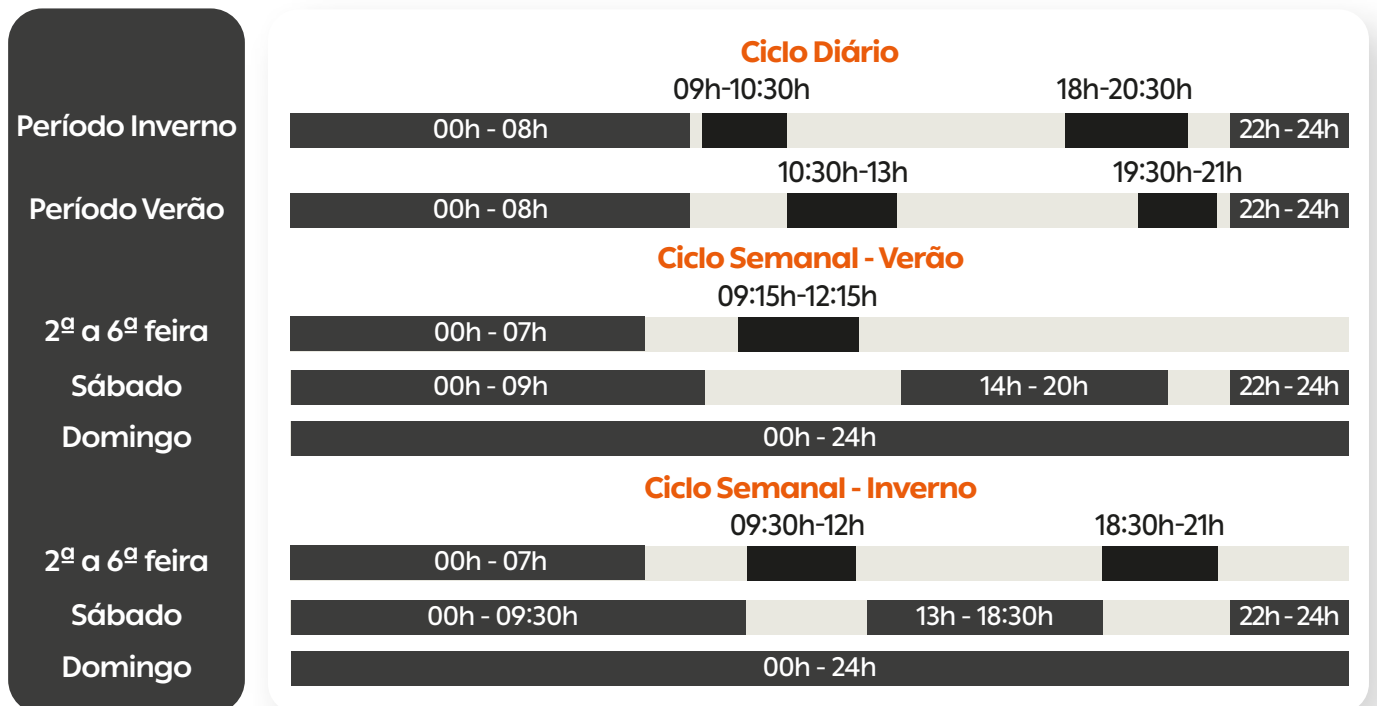 Ciclo Diário
09h-10:30h 18h-20:30h
Período Inverno 00h - 08h 22h - 24h
10:30h-13h 19:30h-21h
Período Verão 00h - 08h 22h - 24h
Ciclo Semanal - Verão
09:15h-12:15h
2ª a 6ª feira 00h - 07h
Sábado 00h - 09h 14h - 20h 22h - 24h
Domingo 00h - 24h
Ciclo Semanal - Inverno
09:30h-12h 18:30h-21h
2ª a 6ª feira 00h - 07h
Sábado 00h - 09:30h 13h - 18:30h 22h - 24h
Domingo 00h - 24h